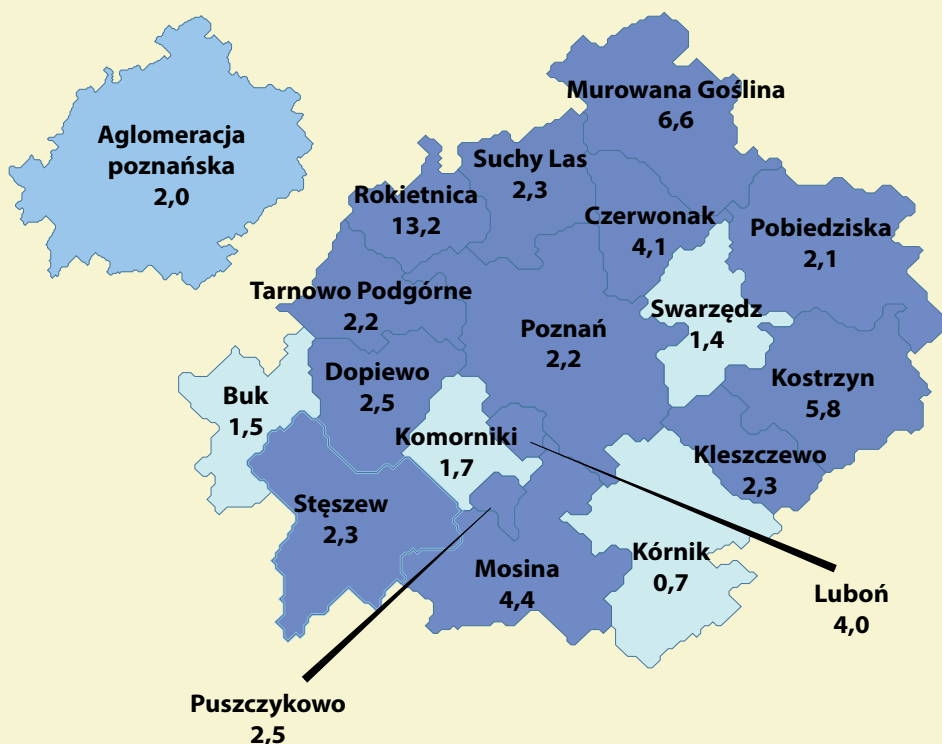 Aglomeracja
poznańska
2,0
Murowana Goślina
6,6
Suchy Las
2,3
Rokietnica
13,2
Czerwonak
4,1
Pobiedziska
2,1
Tarnowo Podgórne
2,2
Swarzędz
1,4
Poznań
2,2
Dopiewo
2,5
Kostrzyn
5,8
Buk
1,5
Komorniki
1,7
Kleszczewo
2,3
Stęszew
2,3
Kórnik
0,7
Mosina
4,4
Luboń
4,0
Puszczykowo
2,5